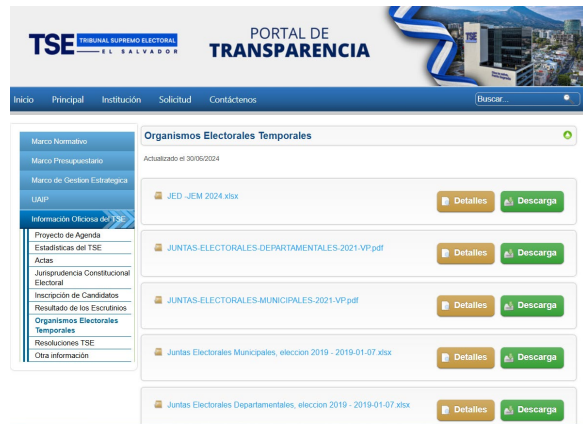 TSE TRIBUNAL SUPREMO ELECTORAL
EL SALVADOR
PORTAL DE
TRANSPARENCIA
TSE
Inicio Principal Institución Solicitud Contáctenos Buscar...
Marco Normativo
Marco Presupuestario
Marco de Gestion Estrategica
UAIP
Información Oficiosa del TSE
Proyecto de Agenda
Estadísticas del TSE
Actas
Jurisprudencia Constitucional
Electoral
Inscripción de Candidatos
Resultado de los Escrutinios
Organismos Electorales
Temporales
Resoluciones TSE
Otra información
Organismos Electorales Temporales
Actualizado el 30/06/2024
JED -JEM 2024.xlsx Detalles Descarga
JUNTAS-ELECTORALES-DEPARTAMENTALES-2021-VP.pdf Detalles Descarga
JUNTAS-ELECTORALES-MUNICIPALES-2021-VP.pdf Detalles Descarga
Juntas Electorales Municipales, eleccion 2019 - 2019-01-07.xlsx Detalles Descarga
Juntas Electorales Departamentales, eleccion 2019 - 2019-01-07.xlsx Detalles Descarga